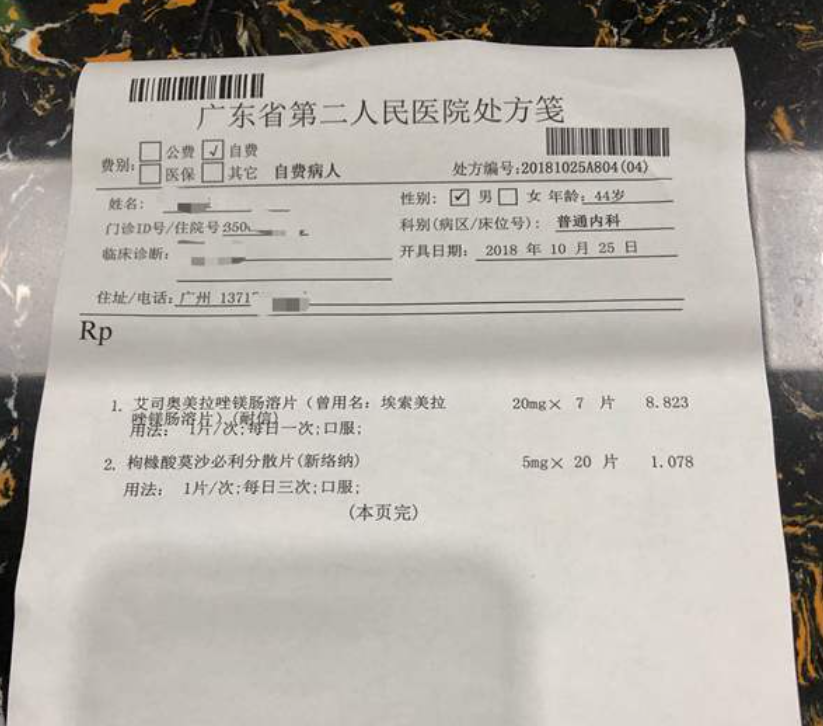 广东省第二人民医院处方笺
费别: □ 公费 ☑ 自费
□ 医保 □ 其它 自费病人
处方编号:20181025A804(04)
姓名:
性别: ☑ 男 □ 女 年龄: 44岁
门诊ID号/住院号 350
科别(病区/床位号): 普通内科
临床诊断:
开具日期: 2018 年 10 月 25 日
住址/电话: 广州 1371
Rp
1. 艾司奥美拉唑镁肠溶片(曾用名: 埃索美拉 20mg× 7 片 8.823
唑镁肠溶片)(耐信)
用法: 1片/次;每日一次;口服;
2. 枸橼酸莫沙必利分散片(新络纳) 5mg× 20 片 1.078
用法: 1片/次;每日三次;口服;
(本页完)